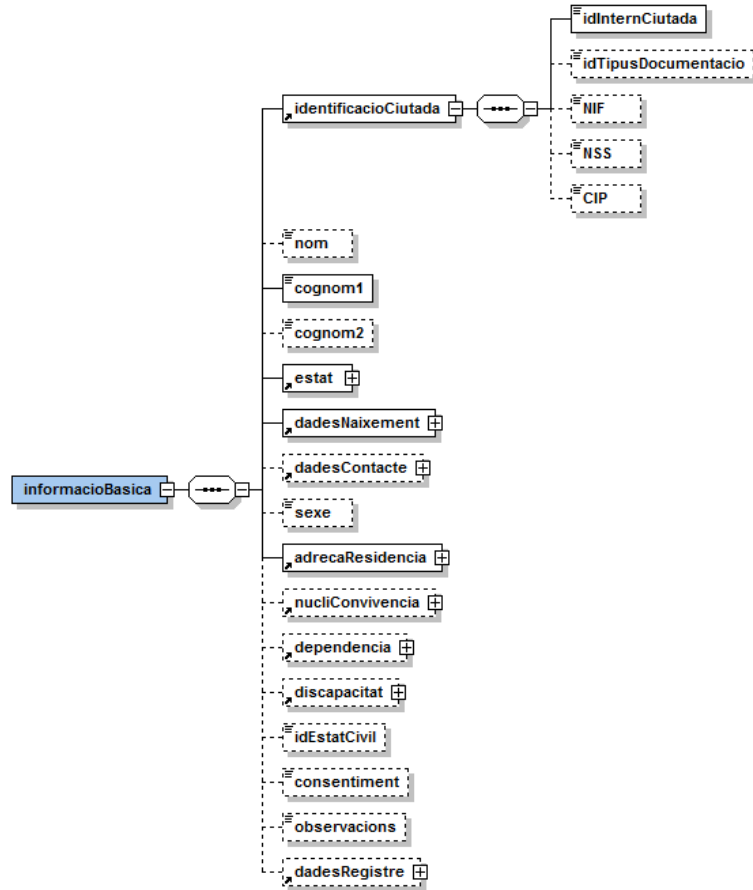 idInternCiutada
idTipusDocumentacio
identificacioCiutada
NIF
NSS
CIP
nom
cognom1
cognom2
estat
dadesNaixement
dadesContacte
informacioBasica
sexe
adrecaResidencia
nucliConvivencia
dependencia
discapacitat
idEstatCivil
consentiment
observacions
dadesRegistre